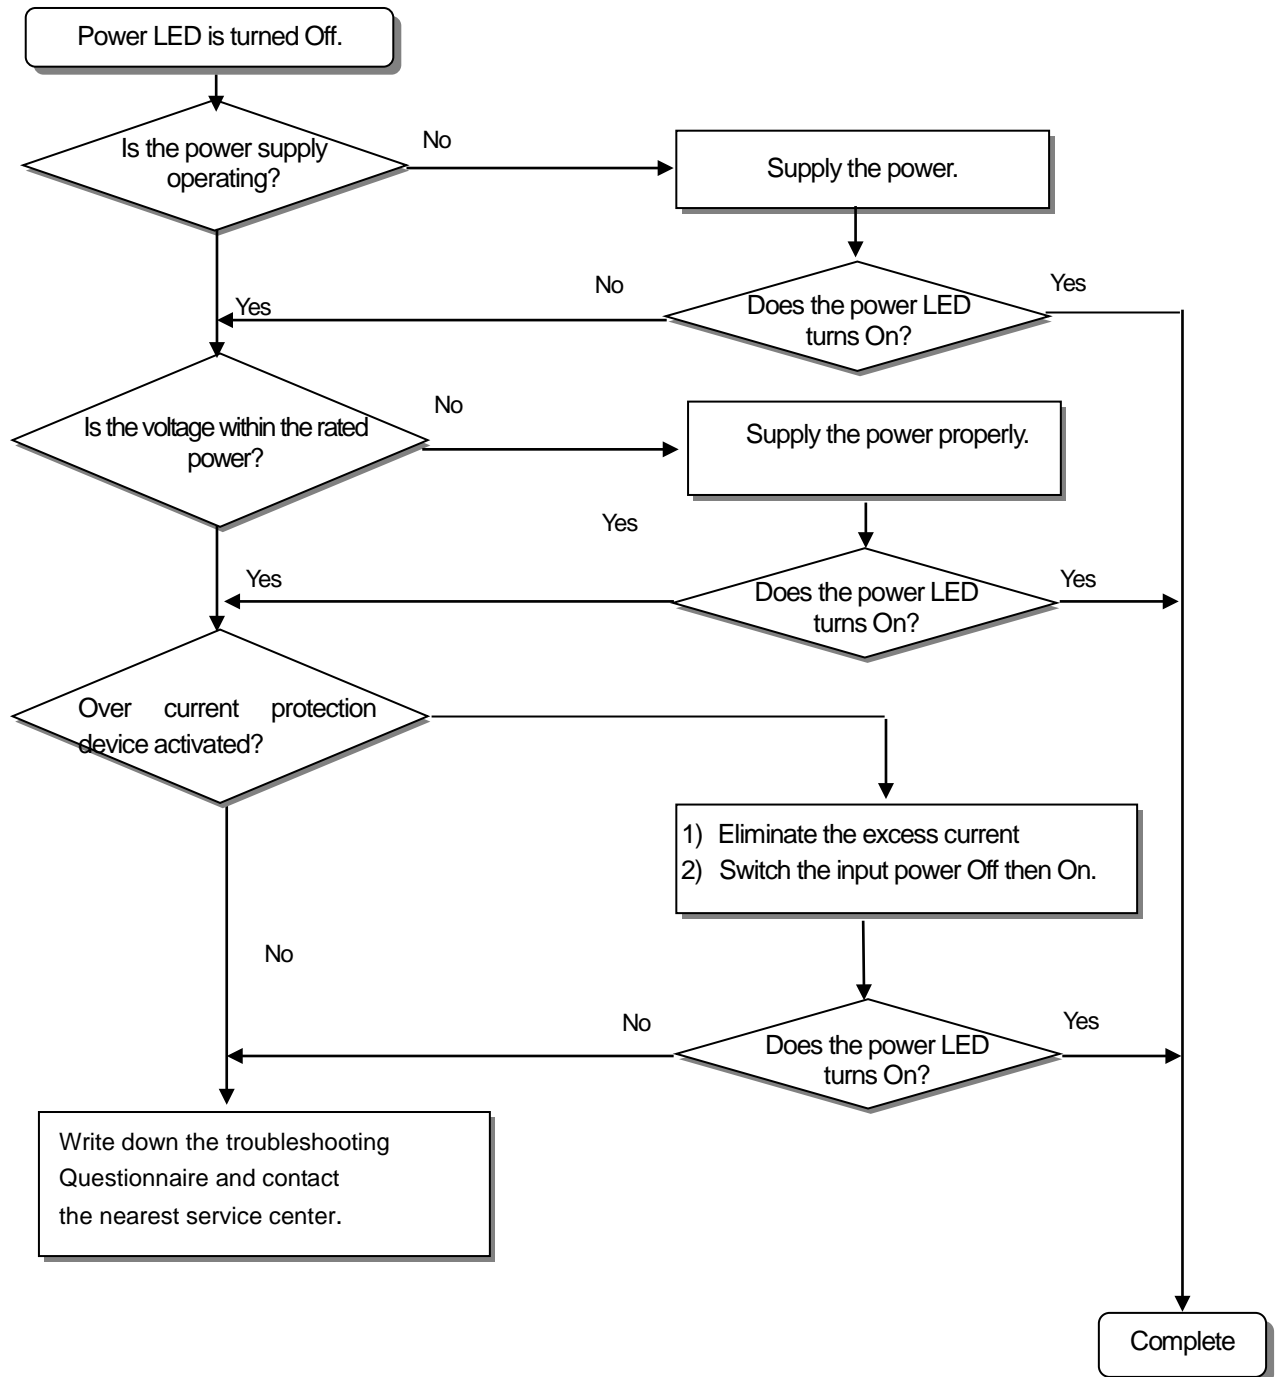 Power LED is turned Off.
Is the power supply
operating?
No
Supply the power.
Yes
No
Does the power LED
turns On?
Yes
Is the voltage within the rated
power?
No
Supply the power properly.
Yes
Yes
Does the power LED
turns On?
Yes
Over current protection
device activated?
1) Eliminate the excess current
2) Switch the input power Off then On.
No
No
Does the power LED
turns On?
Yes
Write down the troubleshooting
Questionnaire and contact
the nearest service center.
Complete